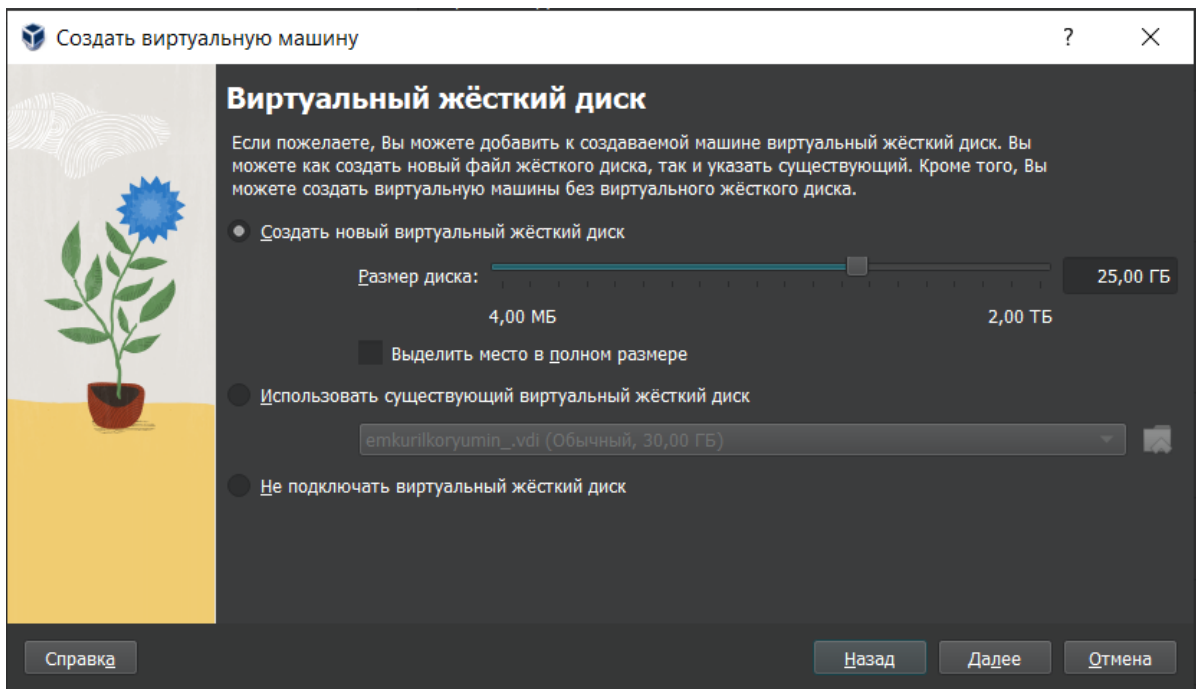 Создать виртуальную машину
?
Виртуальный жёсткий диск
Если пожелаете, Вы можете добавить к создаваемой машине виртуальный жёсткий диск. Вы
можете как создать новый файл жёсткого диска, так и указать существующий. Кроме того, Вы
можете создать виртуальную машины без виртуального жёсткого диска.
Создать новый виртуальный жёсткий диск
Размер диска: 25,00 ГБ
4,00 МБ 2,00 ТБ
Выделить место в полном размере
Использовать существующий виртуальный жёсткий диск
emkurilkoryumin_.vdi (Обычный, 30,00 ГБ)
Не подключать виртуальный жёсткий диск
Справка Назад Далее Отмена